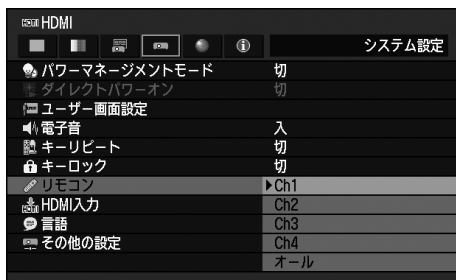 HDMI HDMI
システム設定
パワーマネージメントモード 切
ダイレクトパワーオン 切
ユーザー画面設定
電子音 入
キーリピート 切
キーロック 切
リモコン Ch1
HDMI入力 Ch2
言語 Ch3
その他の設定 Ch4
オール